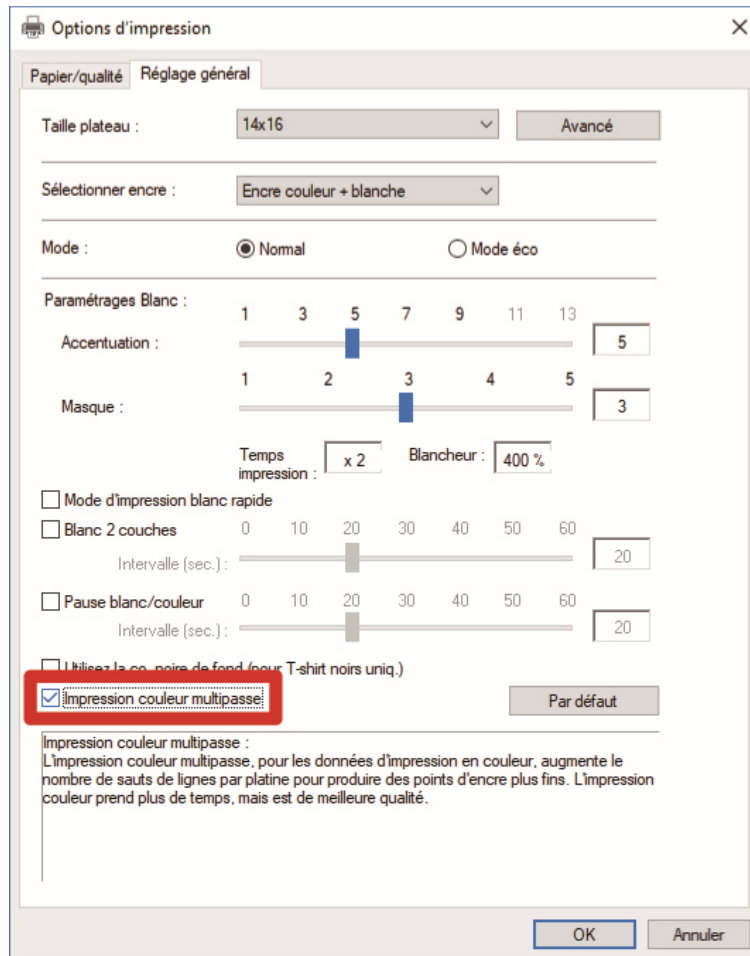 Options d'impression
Papier/qualité Réglage général
Taille plateau : 14x16 Avancé
Sélectionner encre : Encre couleur + blanche
Mode : Normal Mode éco
Paramétrages Blanc :
1 3 5 7 9 11 13
Accentuation : 5
1 2 3 4 5
Masque : 3
Temps impression : x 2 Blancheur : 400 %
Mode d'impression blanc rapide
Blanc 2 couches 0 10 20 30 40 50 60
Intervalle (sec.) : 20
Pause blanc/couleur 0 10 20 30 40 50 60
Intervalle (sec.) : 20
Utilisez la co. noire de fond (pour T-shirt noirs uniq.)
Impression couleur multipasse Par défaut
Impression couleur multipasse :
L'impression couleur multipasse, pour les données d'impression en couleur, augmente le
nombre de sauts de lignes par platine pour produire des points d'encre plus fins. L'impression
couleur prend plus de temps, mais est de meilleure qualité.
OK Annuler